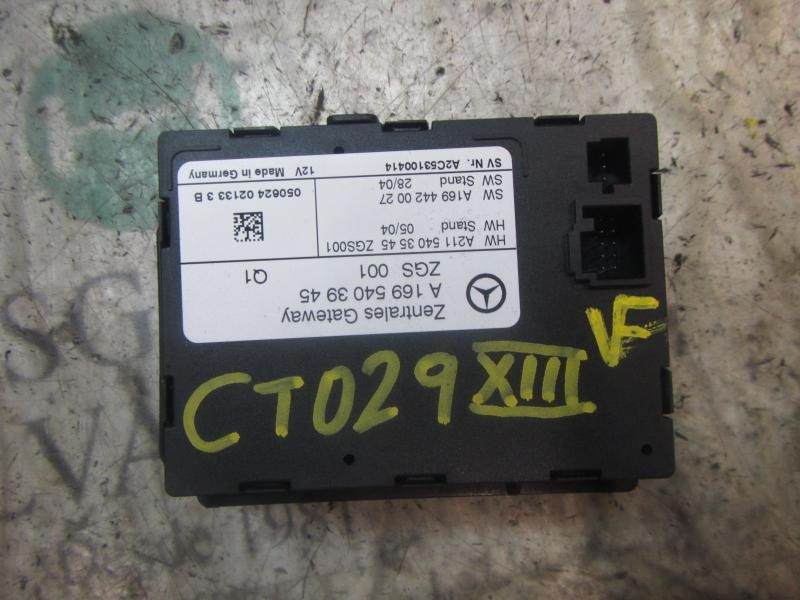 Zentrales Gateway
A 169 540 39 45
ZGS 001
Q1
HW A211 540 35 45 ZGS001
HW Stand 05/04
SW A169 442 00 27
SW Stand 28/04
050624 02133 3 B
SV Nr. A2C53100414
12V Made in Germany
CT029 XIII VF